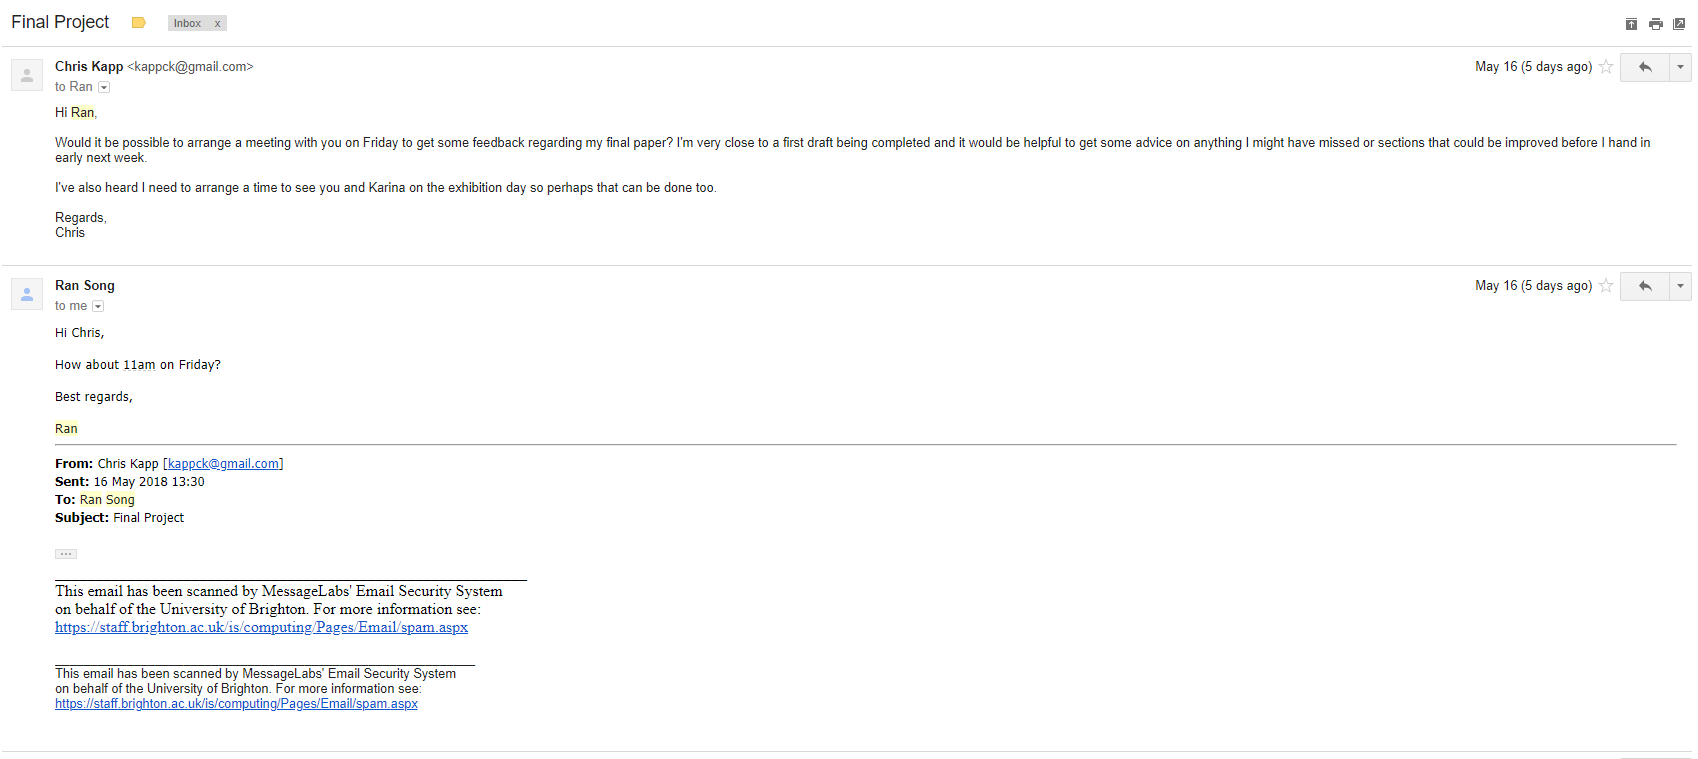 Final Project
Inbox x
Chris Kapp <kappck@gmail.com>
May 16 (5 days ago)
to Ran
Hi Ran,
Would it be possible to arrange a meeting with you on Friday to get some feedback regarding my final paper? I'm very close to a first draft being completed and it would be helpful to get some advice on anything I might have missed or sections that could be improved before I hand in
early next week.
I've also heard I need to arrange a time to see you and Karina on the exhibition day so perhaps that can be done too.
Regards,
Chris
Ran Song
May 16 (5 days ago)
to me
Hi Chris,
How about 11am on Friday?
Best regards,
Ran
From: Chris Kapp [kappck@gmail.com]
Sent: 16 May 2018 13:30
To: Ran Song
Subject: Final Project
...
This email has been scanned by MessageLabs' Email Security System
on behalf of the University of Brighton. For more information see:
https://staff.brighton.ac.uk/is/computing/Pages/Email/spam.aspx
This email has been scanned by MessageLabs' Email Security System
on behalf of the University of Brighton. For more information see:
https://staff.brighton.ac.uk/is/computing/Pages/Email/spam.aspx